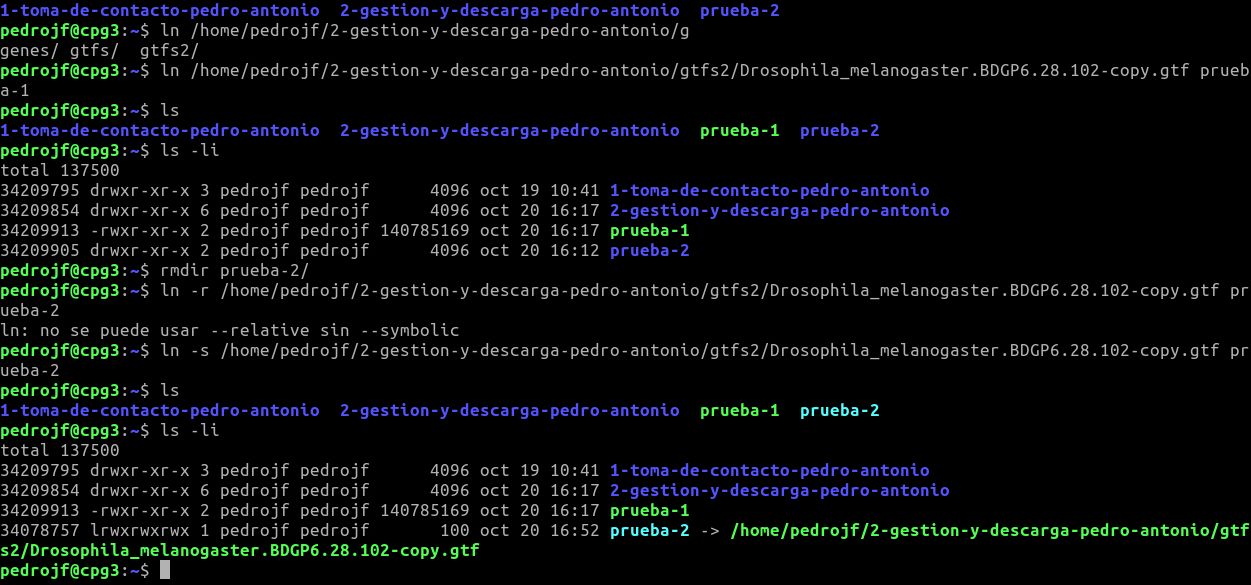 1-toma-de-contacto-pedro-antonio  2-gestion-y-descarga-pedro-antonio  prueba-2
pedrojf@cpg3:~$ ln /home/pedrojf/2-gestion-y-descarga-pedro-antonio/g
genes/ gtfs/  gtfs2/
pedrojf@cpg3:~$ ln /home/pedrojf/2-gestion-y-descarga-pedro-antonio/gtfs2/Drosophila_melanogaster.BDGP6.28.102-copy.gtf prueb
a-1
pedrojf@cpg3:~$ ls
1-toma-de-contacto-pedro-antonio  2-gestion-y-descarga-pedro-antonio  prueba-1  prueba-2
pedrojf@cpg3:~$ ls -li
total 137500
34209795 drwxr-xr-x 3 pedrojf pedrojf      4096 oct 19 10:41 1-toma-de-contacto-pedro-antonio
34209854 drwxr-xr-x 6 pedrojf pedrojf      4096 oct 20 16:17 2-gestion-y-descarga-pedro-antonio
34209913 -rwxr-xr-x 2 pedrojf pedrojf 140785169 oct 20 16:17 prueba-1
34209905 drwxr-xr-x 2 pedrojf pedrojf      4096 oct 20 16:12 prueba-2
pedrojf@cpg3:~$ rmdir prueba-2/
pedrojf@cpg3:~$ ln -r /home/pedrojf/2-gestion-y-descarga-pedro-antonio/gtfs2/Drosophila_melanogaster.BDGP6.28.102-copy.gtf pr
ueba-2
ln: no se puede usar --relative sin --symbolic
pedrojf@cpg3:~$ ln -s /home/pedrojf/2-gestion-y-descarga-pedro-antonio/gtfs2/Drosophila_melanogaster.BDGP6.28.102-copy.gtf pr
ueba-2
pedrojf@cpg3:~$ ls
1-toma-de-contacto-pedro-antonio  2-gestion-y-descarga-pedro-antonio  prueba-1  prueba-2
pedrojf@cpg3:~$ ls -li
total 137500
34209795 drwxr-xr-x 3 pedrojf pedrojf      4096 oct 19 10:41 1-toma-de-contacto-pedro-antonio
34209854 drwxr-xr-x 6 pedrojf pedrojf      4096 oct 20 16:17 2-gestion-y-descarga-pedro-antonio
34209913 -rwxr-xr-x 2 pedrojf pedrojf 140785169 oct 20 16:17 prueba-1
34078757 lrwxrwxrwx 1 pedrojf pedrojf       100 oct 20 16:52 prueba-2 -> /home/pedrojf/2-gestion-y-descarga-pedro-antonio/gtf
s2/Drosophila_melanogaster.BDGP6.28.102-copy.gtf
pedrojf@cpg3:~$